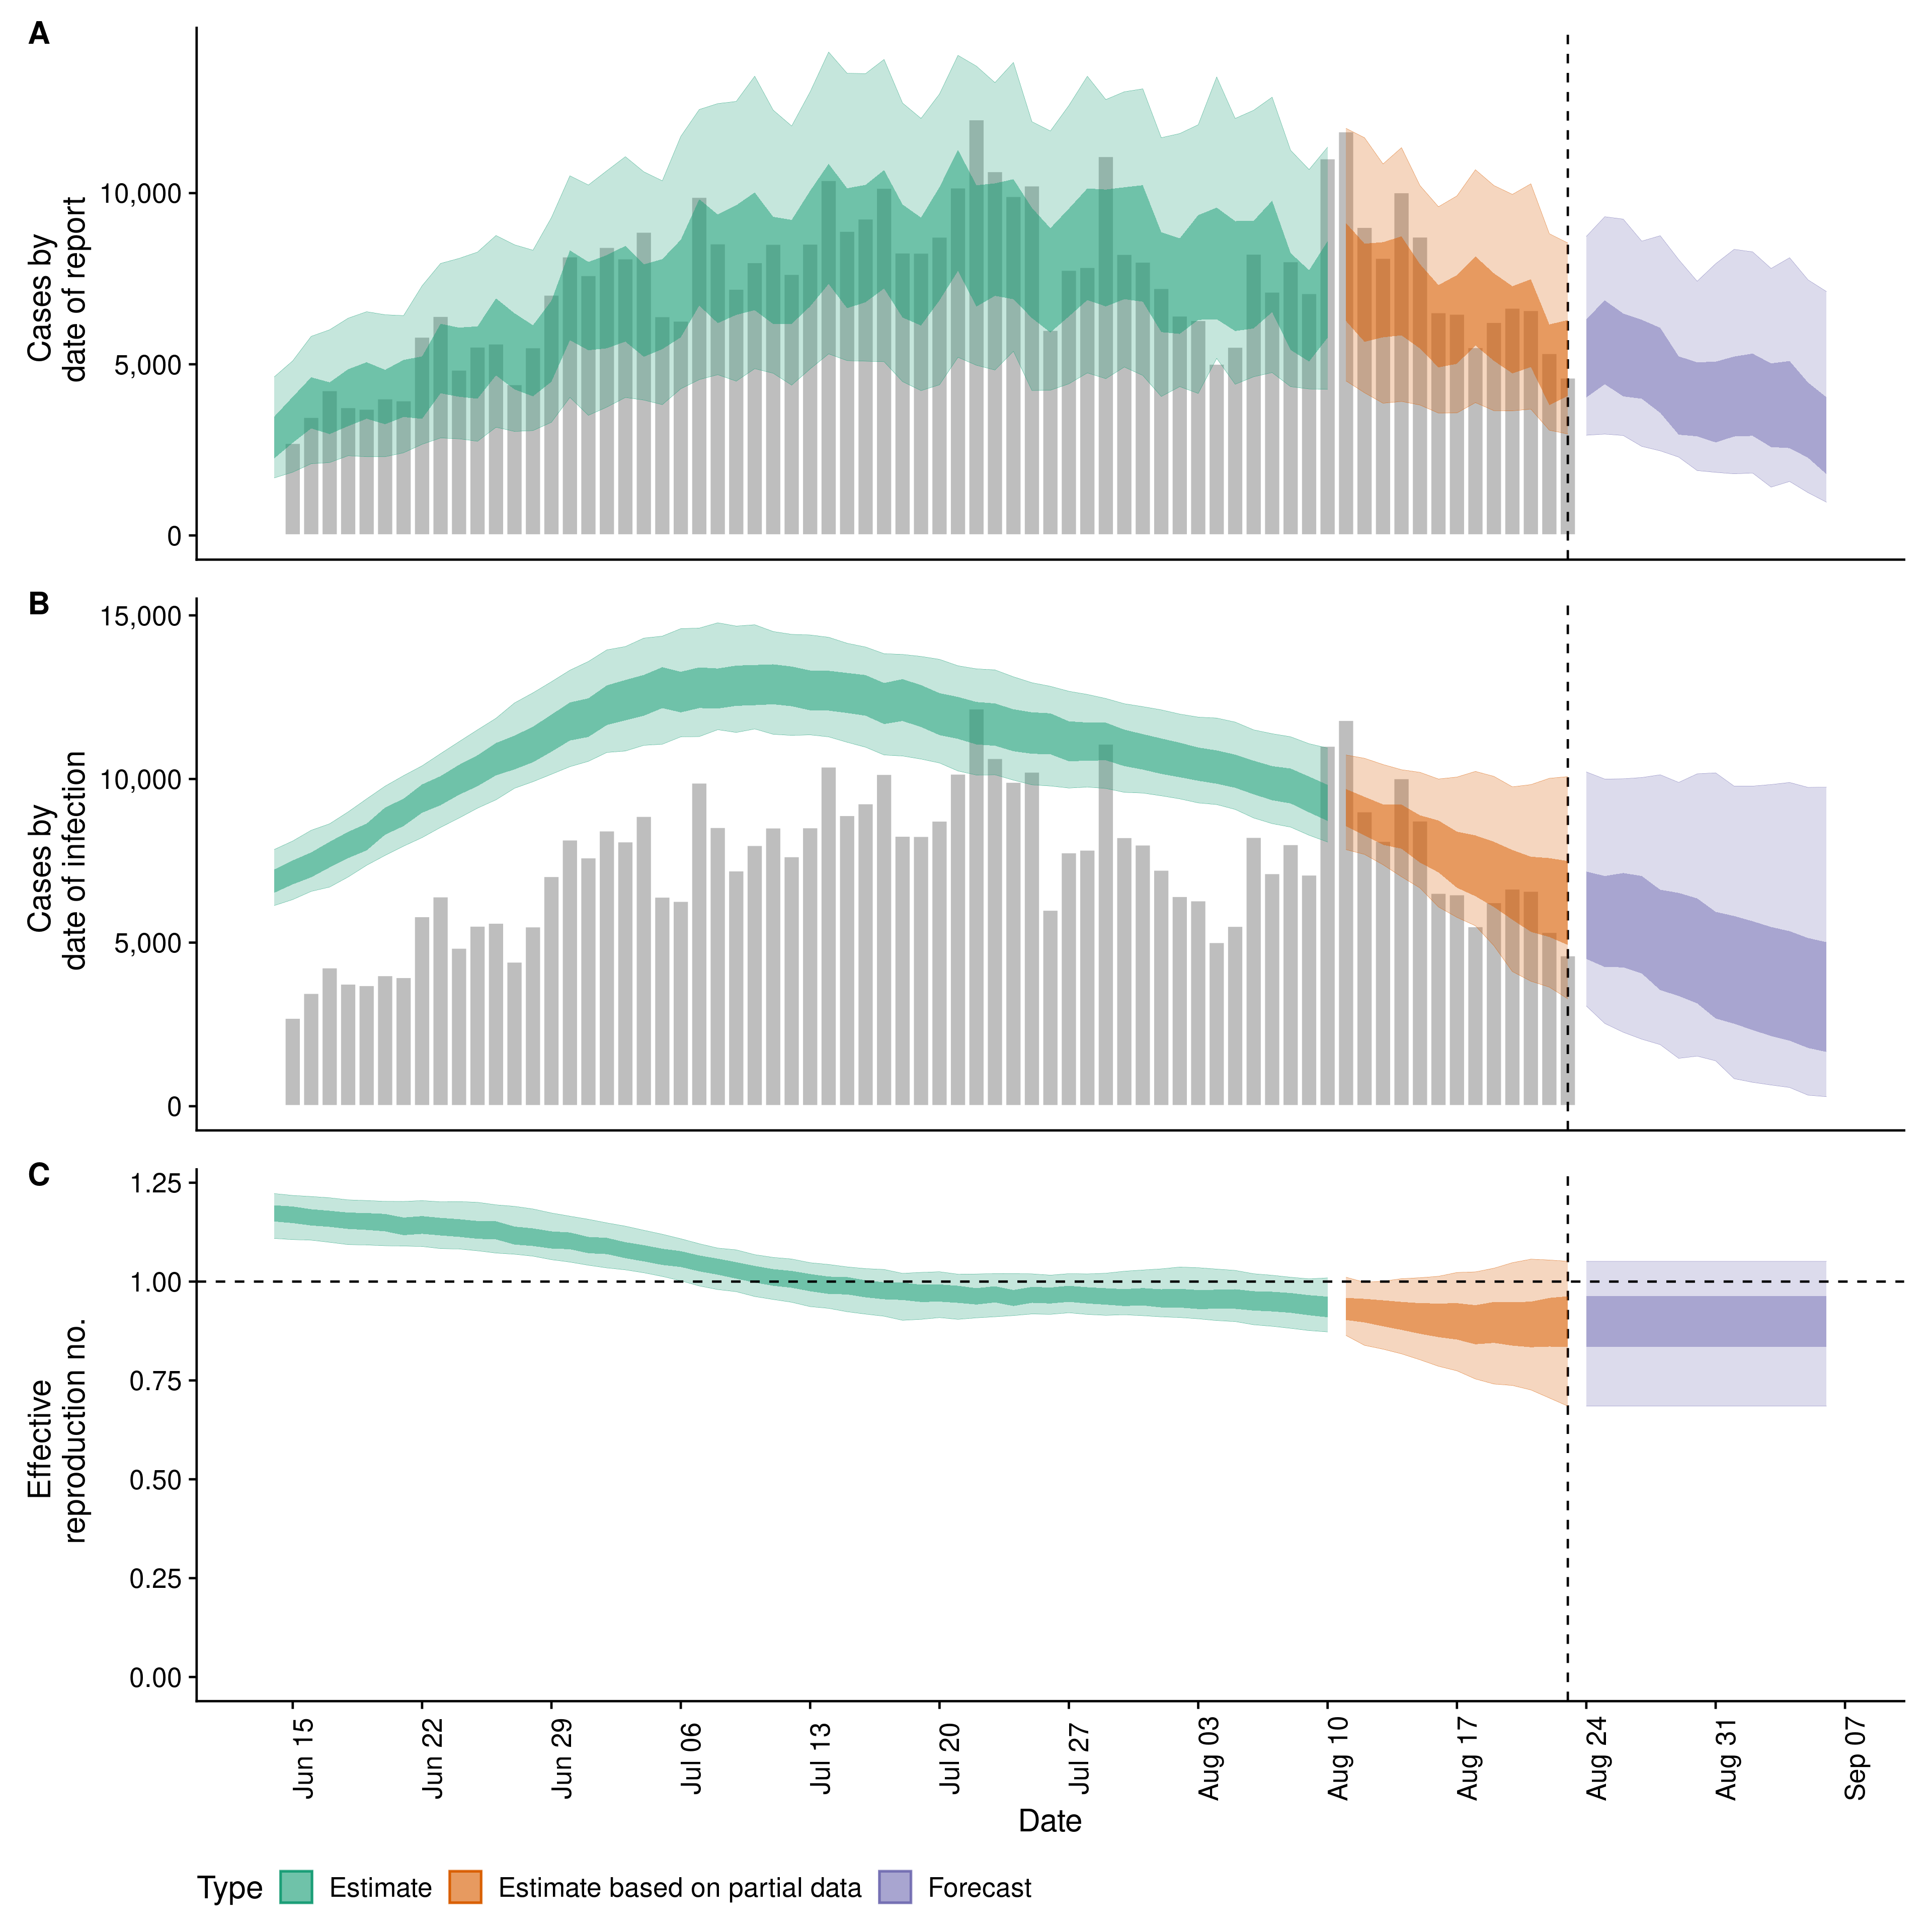 A
Cases by
date of report
10,000
5,000
0
B
Cases by
date of infection
15,000
10,000
5,000
0
C
Effective
reproduction no.
1.25
1.00
0.75
0.50
0.25
0.00
Jun 15
Jun 22
Jun 29
Jul 06
Jul 13
Jul 20
Jul 27
Aug 03
Aug 10
Aug 17
Aug 24
Aug 31
Sep 07
Date
Type Estimate Estimate based on partial data Forecast